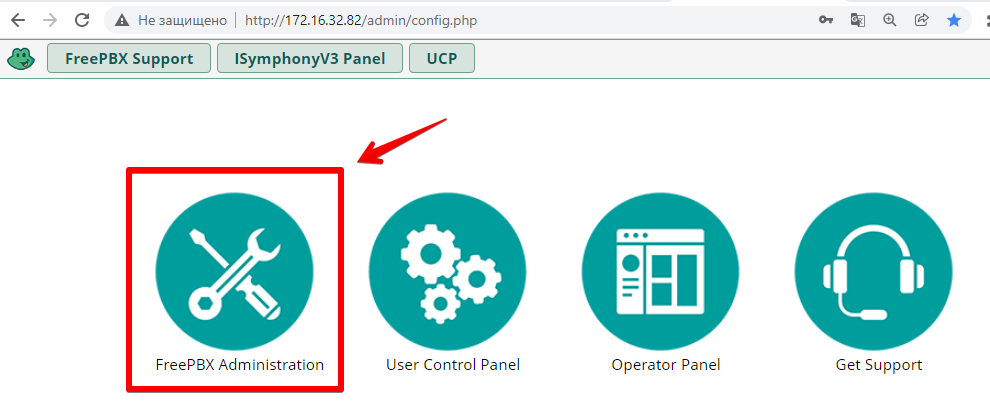 Не защищено | http://172.16.32.82/admin/config.php
FreePBX Support ISymphonyV3 Panel UCP
FreePBX Administration User Control Panel Operator Panel Get Support